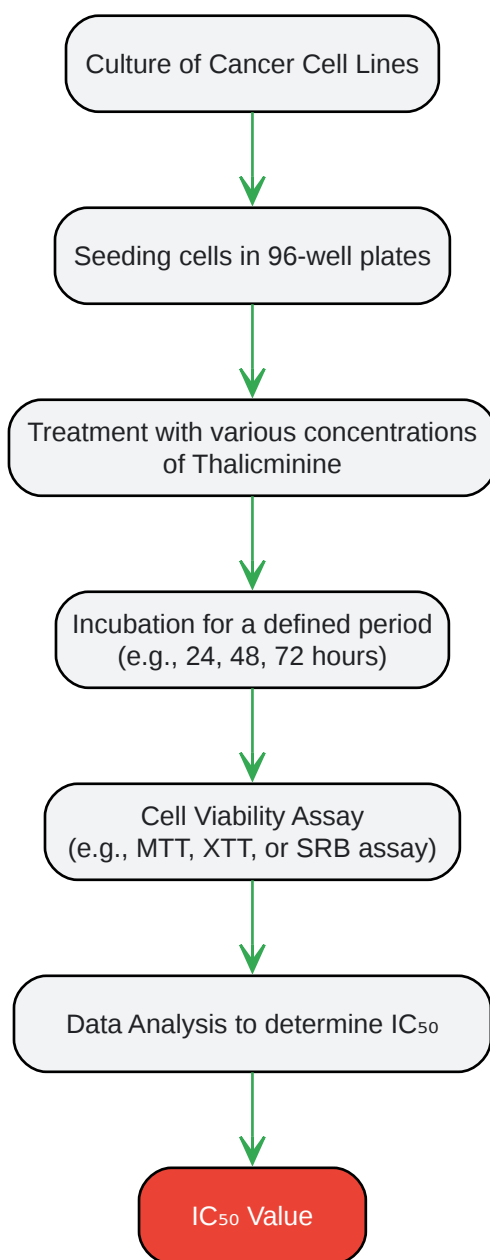 Culture of Cancer Cell Lines
Seeding cells in 96-well plates
Treatment with various concentrations
of Thalicminine
Incubation for a defined period
(e.g., 24, 48, 72 hours)
Cell Viability Assay
(e.g., MTT, XTT, or SRB assay)
Data Analysis to determine IC₅₀
IC₅₀ Value